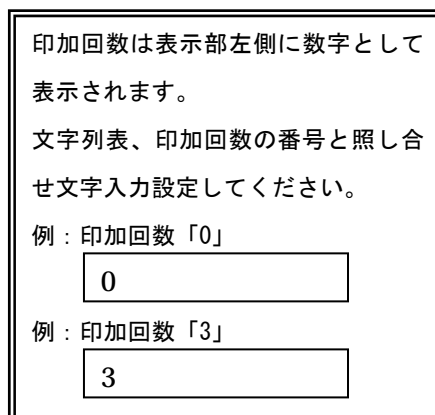 印加回数は表示部左側に数字として
表示されます。
文字列表、印加回数の番号と照し合
せ文字入力設定してください。
例：印加回数「0」
0
例：印加回数「3」
3